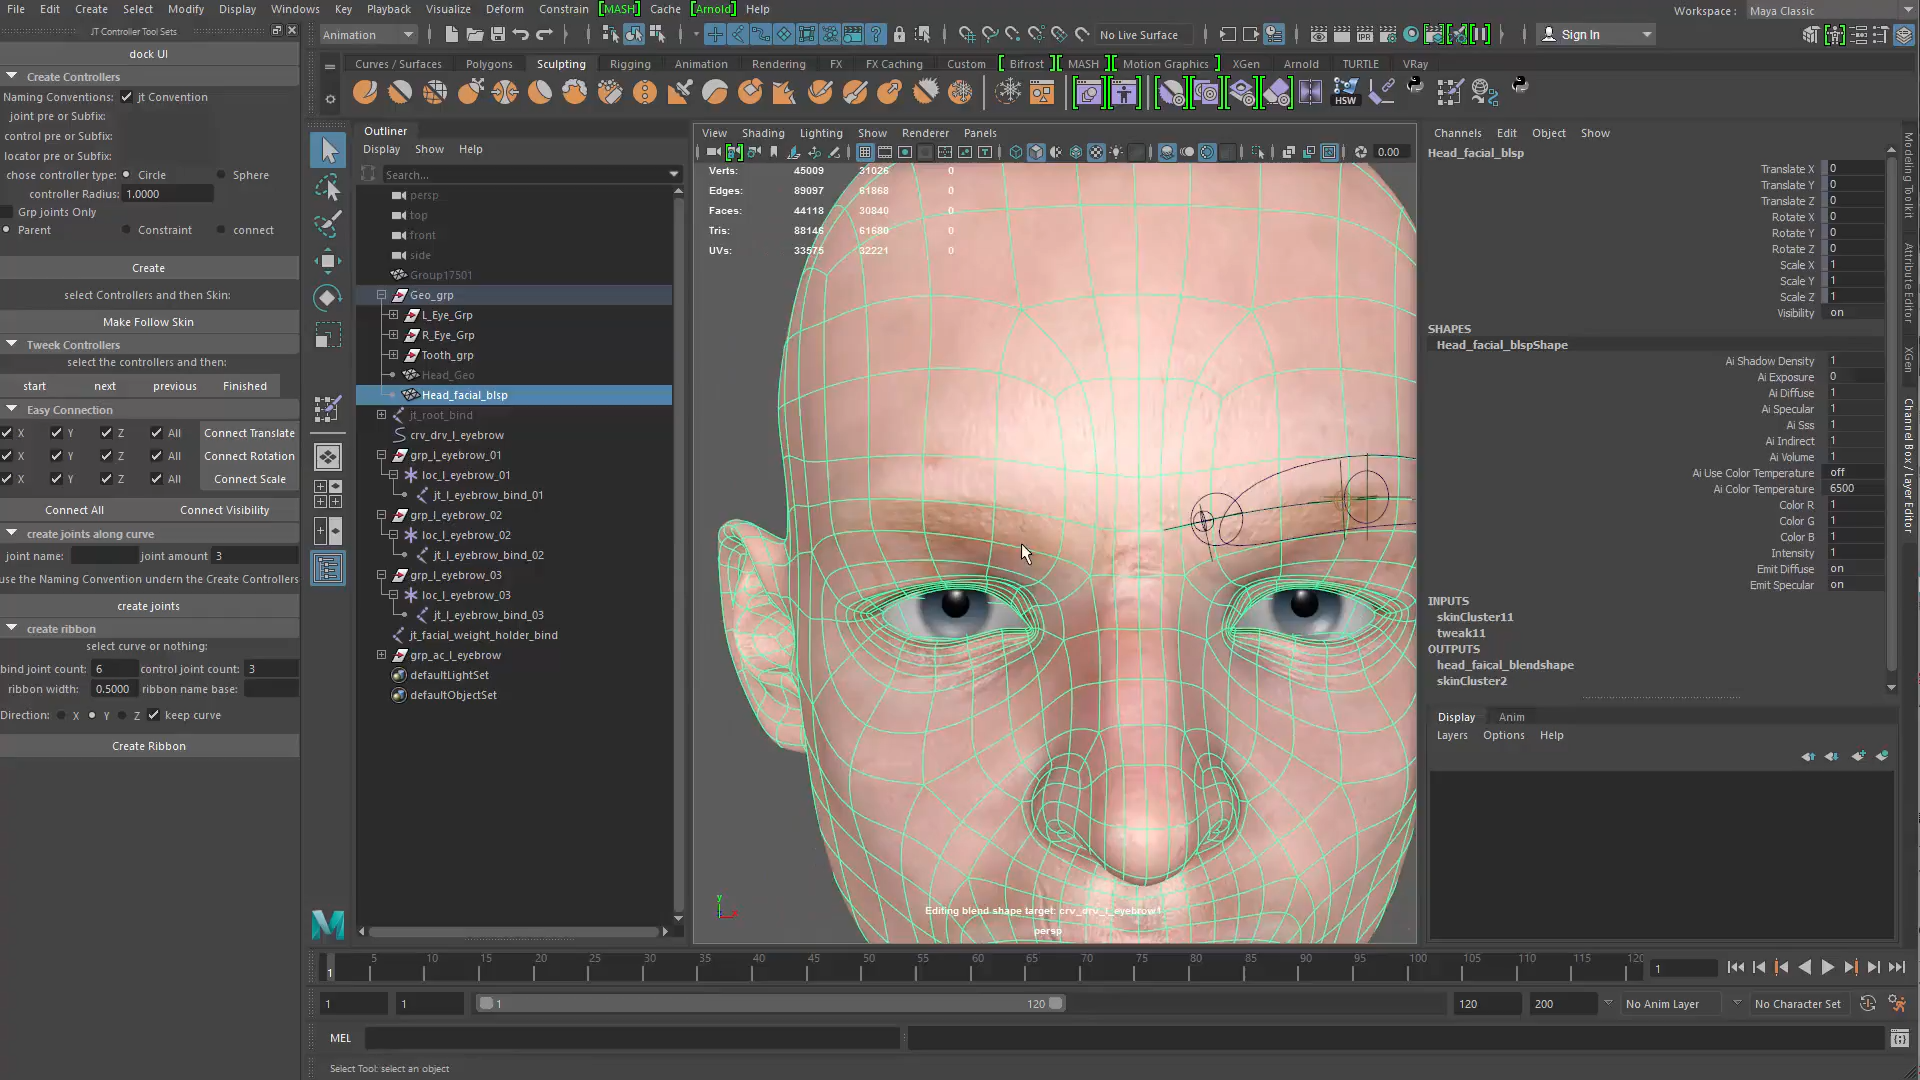 File Edit Create Select Modify Display Windows Key Playback Visualize Deform Constrain [MASH] Cache [Arnold] Help
Workspace : Maya Classic
JT Controller Tool Sets
dock UI
Create Controllers
Naming Conventions: jt Convention
joint pre or Subfix:
control pre or Subfix:
locator pre or Subfix:
chose controller type: Circle Sphere
controller Radius: 1.0000
Grp joints Only
Parent Constraint connect
Create
select Controllers and then Skin:
Make Follow Skin
Tweak Controllers
select the controllers and then:
start next previous Finished
Easy Connection
X Y Z All Connect Translate
X Y Z All Connect Rotation
X Y Z All Connect Scale
Connect All Connect Visibility
create joints along curve
joint name: joint amount 3
use the Naming Convention undern the Create Controllers
create joints
create ribbon
select curve or nothing:
bind joint count: 6 control joint count: 3
ribbon width: 0.5000 ribbon name base:
Direction: X Y Z keep curve
Create Ribbon
Animation
No Live Surface
Sign In
Curves / Surfaces Polygons Sculpting Rigging Animation Rendering FX FX Caching Custom [ Bifrost ] [ MASH ] [ Motion Graphics ] XGen Arnold TURTLE VRay
HSW
Outliner
Display Show Help
Search...
persp
top
front
side
Group17501
Geo_grp
L_Eye_Grp
R_Eye_Grp
Tooth_grp
Head_Geo
Head_facial_blsp
jt_root_bind
crv_drv_l_eyebrow
grp_l_eyebrow_01
loc_l_eyebrow_01
jt_l_eyebrow_bind_01
grp_l_eyebrow_02
loc_l_eyebrow_02
jt_l_eyebrow_bind_02
grp_l_eyebrow_03
loc_l_eyebrow_03
jt_l_eyebrow_bind_03
jt_facial_weight_holder_bind
grp_ac_l_eyebrow
defaultLightSet
defaultObjectSet
View Shading Lighting Show Renderer Panels
0.00
Verts: 45009 31026 0
Edges: 89097 61868 0
Faces: 44118 30840 0
Tris: 88146 61680 0
UVs: 33575 32221 0
Editing blend shape target: crv_drv_l_eyebrow1
persp
Channels Edit Object Show
Head_facial_blsp
Translate X 0
Translate Y 0
Translate Z 0
Rotate X 0
Rotate Y 0
Rotate Z 0
Scale X 1
Scale Y 1
Scale Z 1
Visibility on
SHAPES
Head_facial_blspShape
Ai Shadow Density 1
Ai Exposure 0
Ai Diffuse 1
Ai Specular 1
Ai Sss 1
Ai Indirect 1
Ai Volume 1
Ai Use Color Temperature off
Ai Color Temperature 6500
Color R 1
Color G 1
Color B 1
Intensity 1
Emit Diffuse on
Emit Specular on
INPUTS
skinCluster11
tweak11
OUTPUTS
head_faical_blendshape
skinCluster2
Display Anim
Layers Options Help
Modeling Toolkit
Attribute Editor
XGen
Channel Box / Layer Editor
1 5 10 15 20 25 30 35 40 45 50 55 60 65 70 75 80 85 90 95 100 105 110 115 120
1
1 1 1 120 120 200 No Anim Layer No Character Set
MEL
Select Tool: select an object